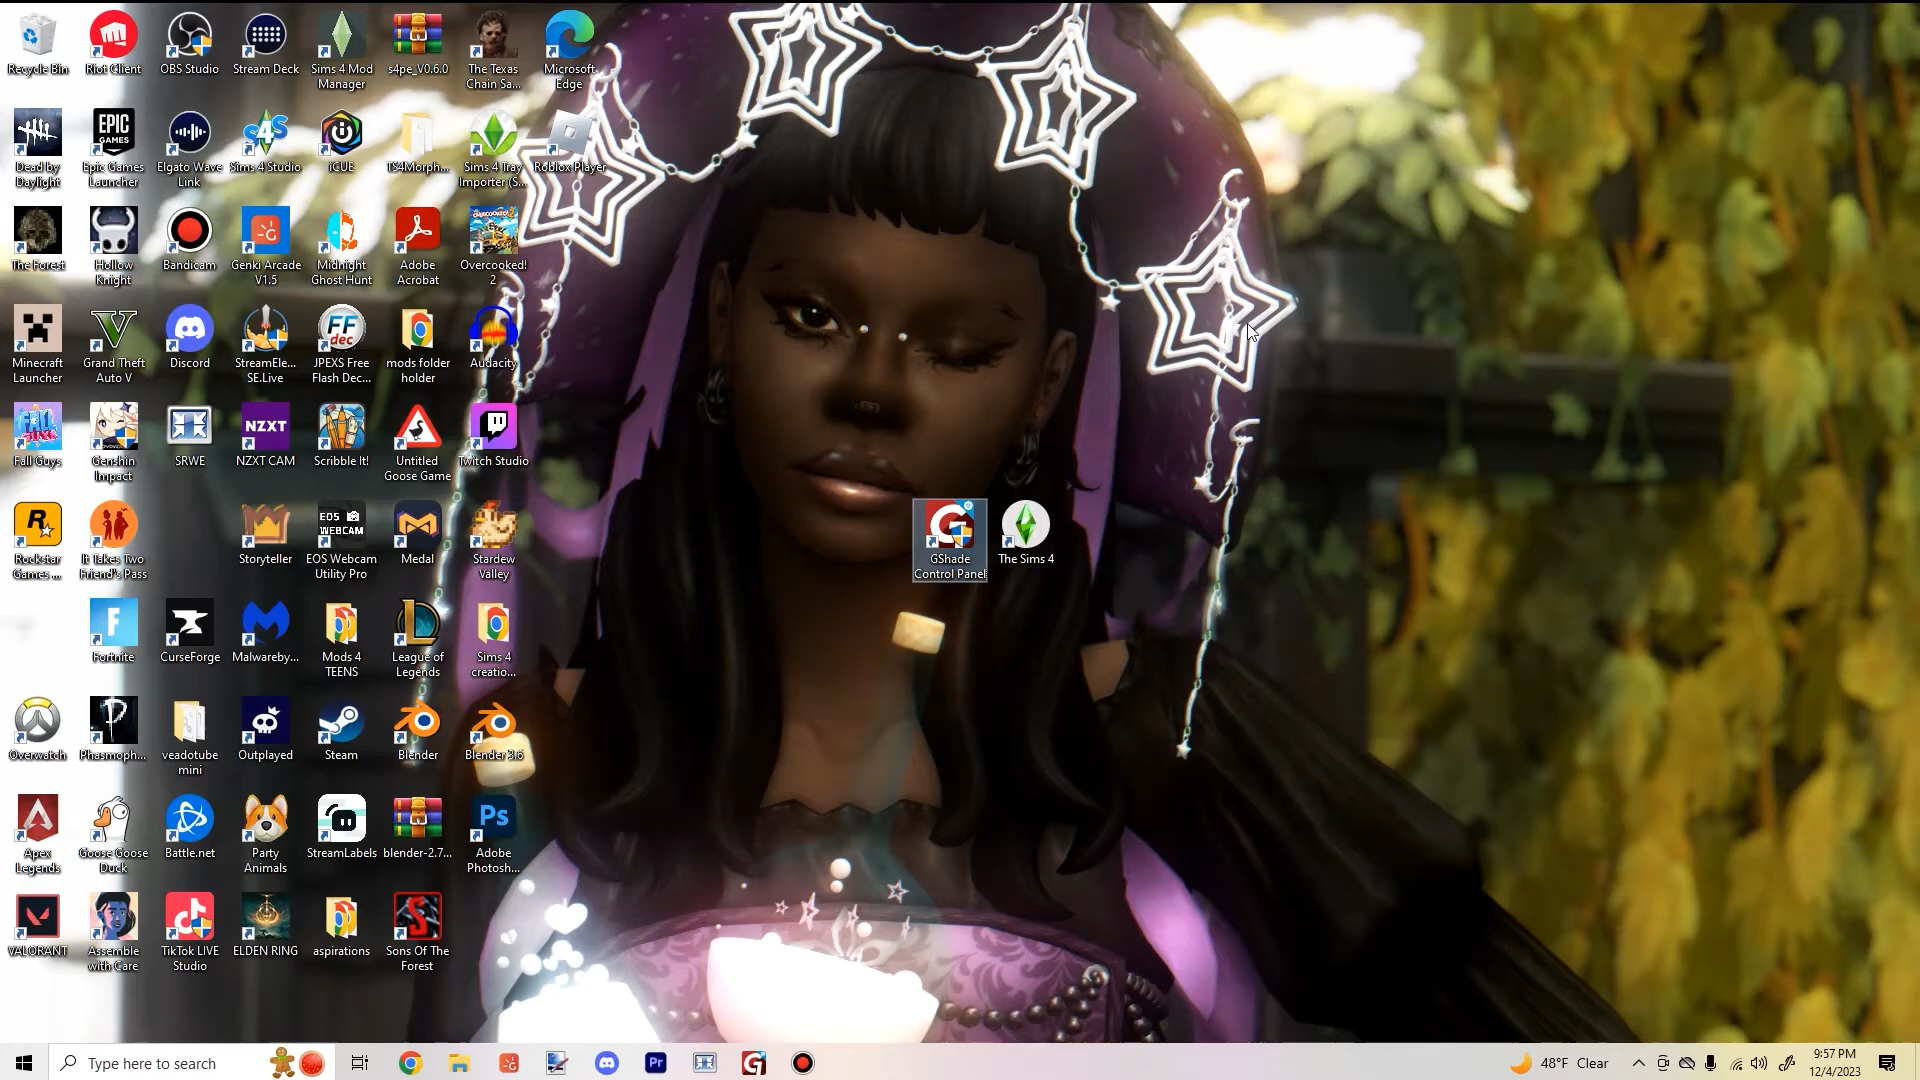 Recycle Bin
Riot Client
OBS Studio
Stream Deck
Sims 4 Mod
Manager
s4pe_V0.6.0
The Texas
Chain Sa...
Microsoft
Edge
Dead by
Daylight
EPIC
GAMES
Epic Games
Launcher
Elgato Wave
Link
Sims 4 Studio
iCUE
TS4Morph...
Sims 4 Tray
Importer (S...
Roblox Player
The Forest
Hollow
Knight
Bandicam
Genki Arcade
V1.5
Midnight
Ghost Hunt
Adobe
Acrobat
Overcooked!
2
Minecraft
Launcher
Grand Theft
Auto V
Discord
StreamEle...
SE.Live
FF
dec
JPEXS Free
Flash Dec...
mods folder
holder
Audacity
Fall Guys
Genshin
Impact
SRWE
NZXT
NZXT CAM
Scribble It!
Untitled
Goose Game
Twitch Studio
Rockstar
Games ...
It Takes Two
Friend's Pass
Storyteller
EOS
WEBCAM
EOS Webcam
Utility Pro
Medal
Stardew
Valley
GShade
Control Panel
The Sims 4
Fortnite
CurseForge
Malwareby...
Mods 4
TEENS
League of
Legends
Sims 4
creatio...
Overwatch
Phasmoph...
veadotube
mini
Outplayed
Steam
Blender
Blender 3.6
Apex
Legends
Goose Goose
Duck
Battle.net
Party
Animals
StreamLabels
blender-2.7...
Ps
Adobe
Photosh...
VALORANT
Assemble
with Care
TikTok LIVE
Studio
ELDEN RING
aspirations
Sons Of The
Forest
Type here to search
Pr
48°F Clear
9:57 PM
12/4/2023